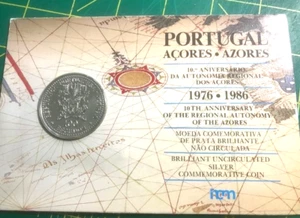 PORTUGAL
AÇORES - AZORES
10.º ANIVERSÁRIO
DA AUTONOMIA REGIONAL
DOS AÇORES
1976 • 1986
10TH ANNIVERSARY
OF THE REGIONAL AUTONOMY
OF THE AZORES
MOEDA COMEMORATIVA
DE PRATA BRILHANTE
NÃO CIRCULADA
BRILLIANT UNCIRCULATED
SILVER
COMMEMORATIVE COIN